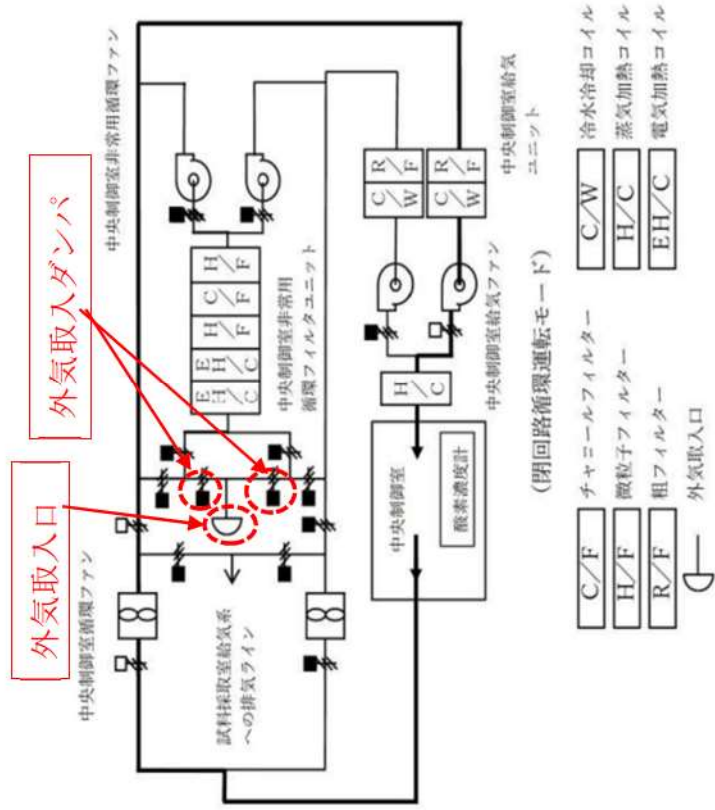 外気取入口
外気取入ダンパ
中央制御室循環ファン
中央制御室非常用循環ファン
試料採取室給気系
への排気ライン
EH/C
EH/C
H/F
C/F
H/F
中央制御室非常用
循環フィルタユニット
中央制御室
酸素濃度計
H/C
中央制御室給気ファン
C/W
R/F
C/W
R/F
中央制御室給気
ユニット
(閉回路循環運転モード)
C/F
チャコールフィルター
H/F
微粒子フィルター
R/F
粗フィルター
外気取入口
C/W
冷水冷却コイル
H/C
蒸気加熱コイル
EH/C
電気加熱コイル